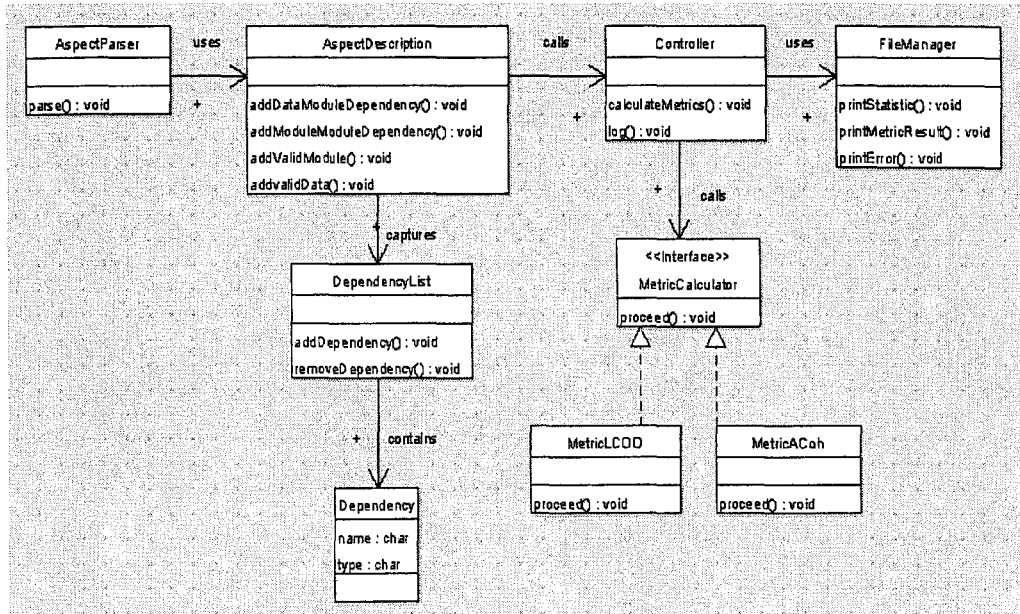 AspectParser
parse() : void
uses
+
AspectDescription
addDataModuleDependency() : void
addModuleModuleDependency() : void
addValidModule() : void
addvalidData() : void
calls
+
Controller
calculateMetrics() : void
log() : void
uses
+
FileManager
printStatistic() : void
printMetricResult() : void
printError() : void
+
captures
+
calls
DependencyList
addDependency() : void
removeDependency() : void
<<Interface>>
MetricCalculator
proceed() : void
+
contains
MetricLCOO
proceed() : void
MetricACoh
proceed() : void
Dependency
name : char
type : char